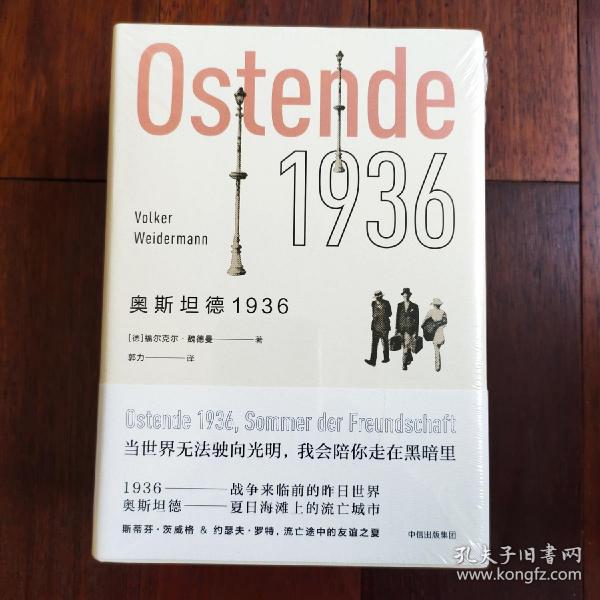 Ostende
1936
Volker
Weidermann
奥斯坦德1936
[德]福尔克尔·魏德曼 著
郭力 译
Ostende 1936, Sommer der Freundschaft
当世界无法驶向光明，我会陪你走在黑暗里
1936——战争来临前的昨日世界
奥斯坦德——夏日海滩上的流亡城市
斯蒂芬·茨威格 & 约瑟夫·罗特，流亡途中的友谊之夏
中信出版集团
孔夫子旧書网
www.kongfz.com